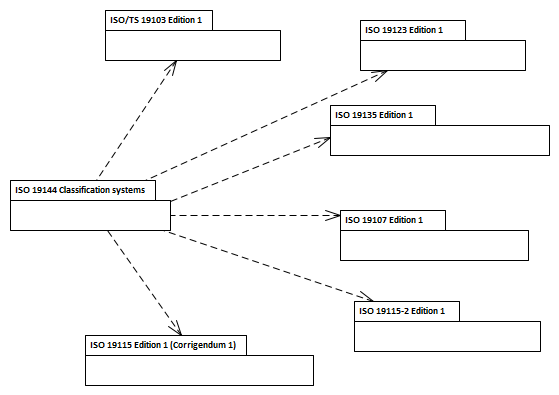 ISO/TS 19103 Edition 1
ISO 19123 Edition 1
ISO 19135 Edition 1
ISO 19144 Classification systems
ISO 19107 Edition 1
ISO 19115-2 Edition 1
ISO 19115 Edition 1 (Corrigendum 1)